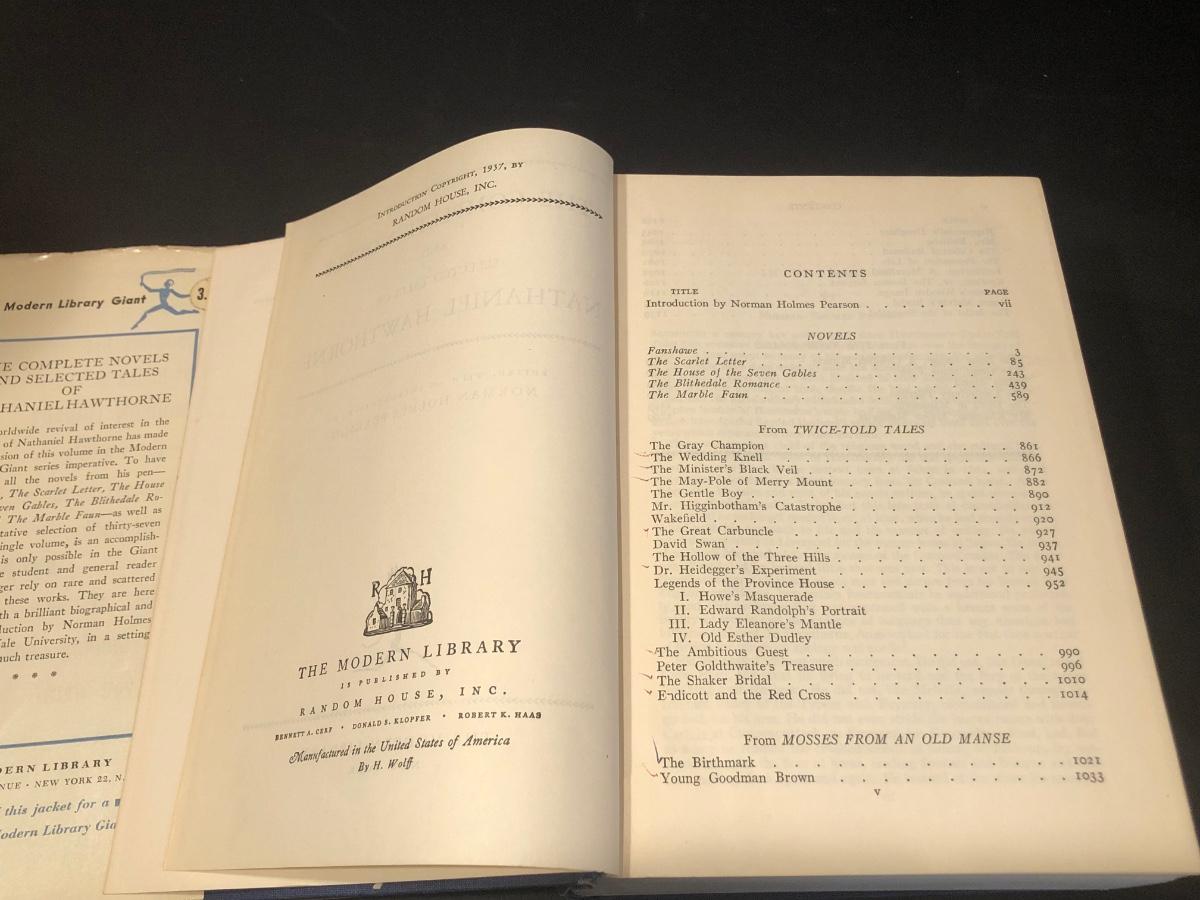 Modern Library Giant
3.
E COMPLETE NOVELS
ND SELECTED TALES
OF
HANIEL HAWTHORNE
orldwide revival of interest in the
of Nathaniel Hawthorne has made
sion of this volume in the Modern
Giant series imperative. To have
all the novels from his pen—
, The Scarlet Letter, The House
ven Gables, The Blithedale Ro-
The Marble Faun—as well as
tative selection of thirty-seven
ingle volume, is an accomplish-
is only possible in the Giant
e student and general reader
ger rely on rare and scattered
these works. They are here
th a brilliant biographical and
duction by Norman Holmes
ale University, in a setting
much treasure.
* * *
DERN LIBRARY
NUE · NEW YORK 22, N.
this jacket for a
odern Library Gia
Introduction Copyright, 1937, by
RANDOM HOUSE, INC.
R H
THE MODERN LIBRARY
IS PUBLISHED BY
RANDOM HOUSE, INC.
BENNETT A. CERF · DONALD S. KLOPFER · ROBERT K. HAAS
Manufactured in the United States of America
By H. Wolff
CONTENTS
TITLE PAGE
Introduction by Norman Holmes Pearson . . . . . . . vii
NOVELS
Fanshawe . . . . . . . . . . . . 3
The Scarlet Letter . . . . . . . . . . 85
The House of the Seven Gables . . . . . . . 243
The Blithedale Romance . . . . . . . . . 439
The Marble Faun . . . . . . . . . . 589
From TWICE-TOLD TALES
The Gray Champion . . . . . . . . . . 861
The Wedding Knell . . . . . . . . . . 866
The Minister's Black Veil . . . . . . . . 872
The May-Pole of Merry Mount . . . . . . . 882
The Gentle Boy . . . . . . . . . . . 890
Mr. Higginbotham's Catastrophe . . . . . . . 912
Wakefield . . . . . . . . . . . . 920
The Great Carbuncle . . . . . . . . . 927
David Swan . . . . . . . . . . . . 937
The Hollow of the Three Hills . . . . . . . 941
Dr. Heidegger's Experiment . . . . . . . . 945
Legends of the Province House . . . . . . . 952
I. Howe's Masquerade
II. Edward Randolph's Portrait
III. Lady Eleanore's Mantle
IV. Old Esther Dudley
The Ambitious Guest . . . . . . . . . 990
Peter Goldthwaite's Treasure . . . . . . . 996
The Shaker Bridal . . . . . . . . . . 1010
Endicott and the Red Cross . . . . . . . . 1014
From MOSSES FROM AN OLD MANSE
The Birthmark . . . . . . . . . . . 1021
Young Goodman Brown . . . . . . . . . 1033
v